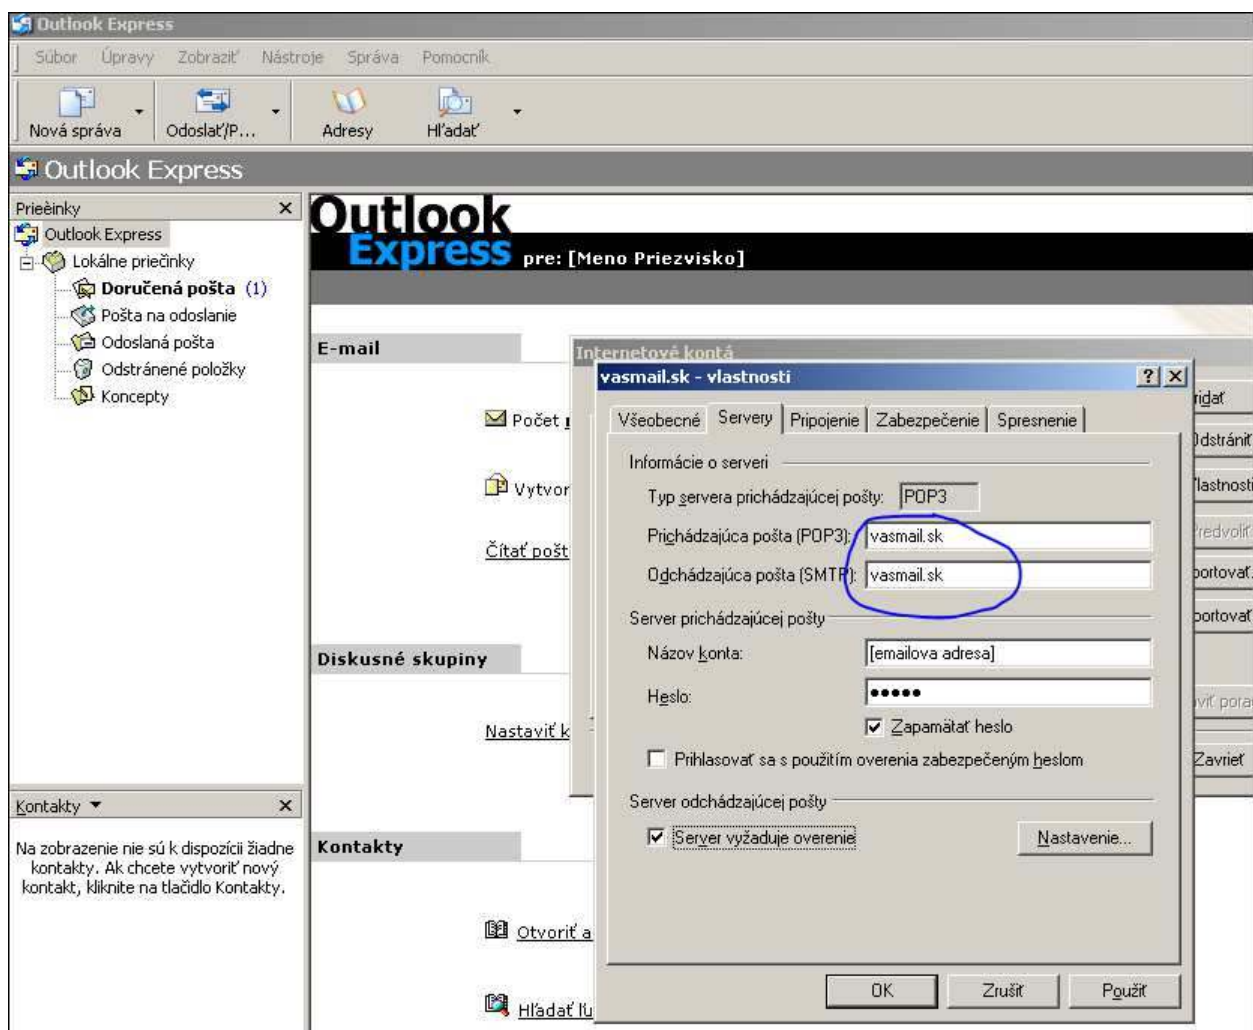 Outlook Express
Súbor Úpravy Zobraziť Nástroje Správa Pomocník
Nová správa Odoslať/P... Adresy Hľadať
Outlook Express
Prieèinky
Outlook Express
Lokálne priečinky
Doručená pošta (1)
Pošta na odoslanie
Odoslaná pošta
Odstránené položky
Koncepty
Kontakty
Na zobrazenie nie sú k dispozícii žiadne
kontakty. Ak chcete vytvoriť nový
kontakt, kliknite na tlačidlo Kontakty.
Outlook
Express pre: [Meno Priezvisko]
E-mail
Počet
Vytvor
Čítať pošt
Diskusné skupiny
Nastaviť k
Kontakty
Otvoriť a
Hľadať ľu
Internetové kontá
vasmail.sk - vlastnosti
Všeobecné Servery Pripojenie Zabezpečenie Spresnenie
Informácie o serveri
Typ servera prichádzajúcej pošty: POP3
Prichádzajúca pošta (POP3): vasmail.sk
Odchádzajúca pošta (SMTP): vasmail.sk
Server prichádzajúcej pošty
Názov konta: [emailova adresa]
Heslo: •••••
Zapamätať heslo
Prihlasovať sa s použitím overenia zabezpečeným heslom
Server odchádzajúcej pošty
Server vyžaduje overenie Nastavenie...
OK Zrušiť Použiť
ridať
dstrániť
lastnosti
redvoliť
portovať.
portovať
viť pora
Zavrieť